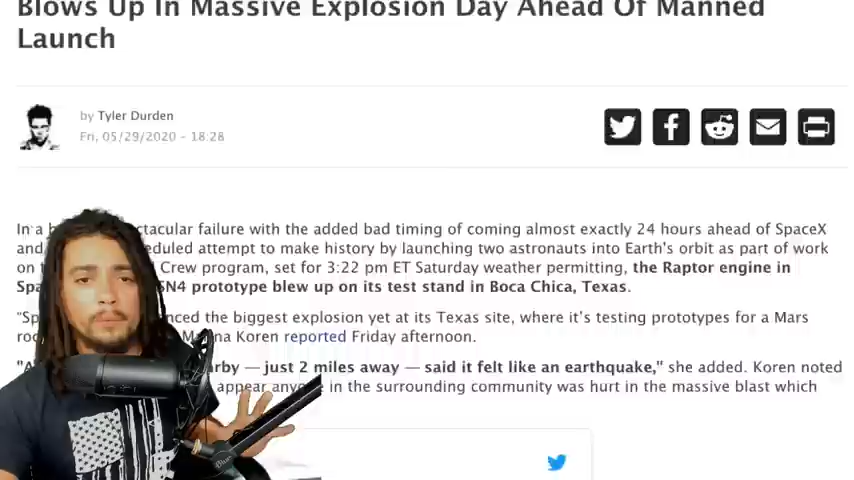 Blows Up In Massive Explosion Day Ahead Of Manned
Launch
by Tyler Durden
Fri, 05/29/2020 - 18:28
In a ctacular failure with the added bad timing of coming almost exactly 24 hours ahead of SpaceX
and eduled attempt to make history by launching two astronauts into Earth's orbit as part of work
on Crew program, set for 3:22 pm ET Saturday weather permitting, the Raptor engine in
Spa SN4 prototype blew up on its test stand in Boca Chica, Texas.
"Sp nced the biggest explosion yet at its Texas site, where it's testing prototypes for a Mars
Koren reported Friday afternoon.
arby — just 2 miles away — said it felt like an earthquake," she added. Koren noted
appear anyone in the surrounding community was hurt in the massive blast which